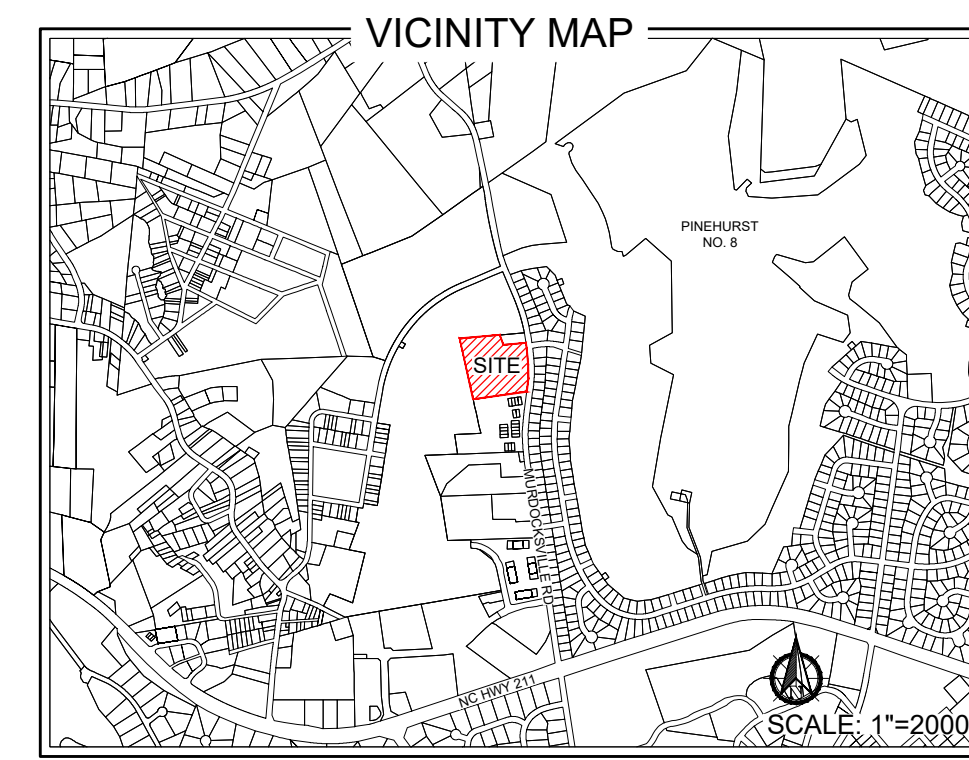 VICINITY MAP
PINEHURST
NO. 8
SITE
MURDOCKSVILLE RD
NC HWY 211
SCALE: 1"=2000